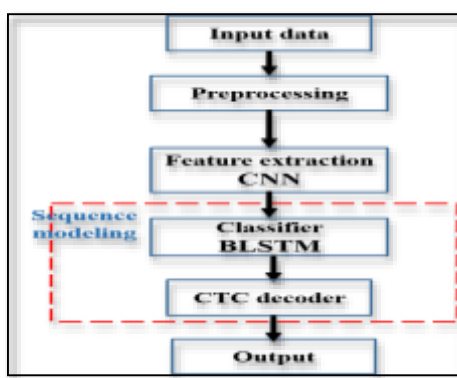 Input data
Preprocessing
Feature extraction
CNN
Sequence
modeling
Classifier
BLSTM
CTC decoder
Output